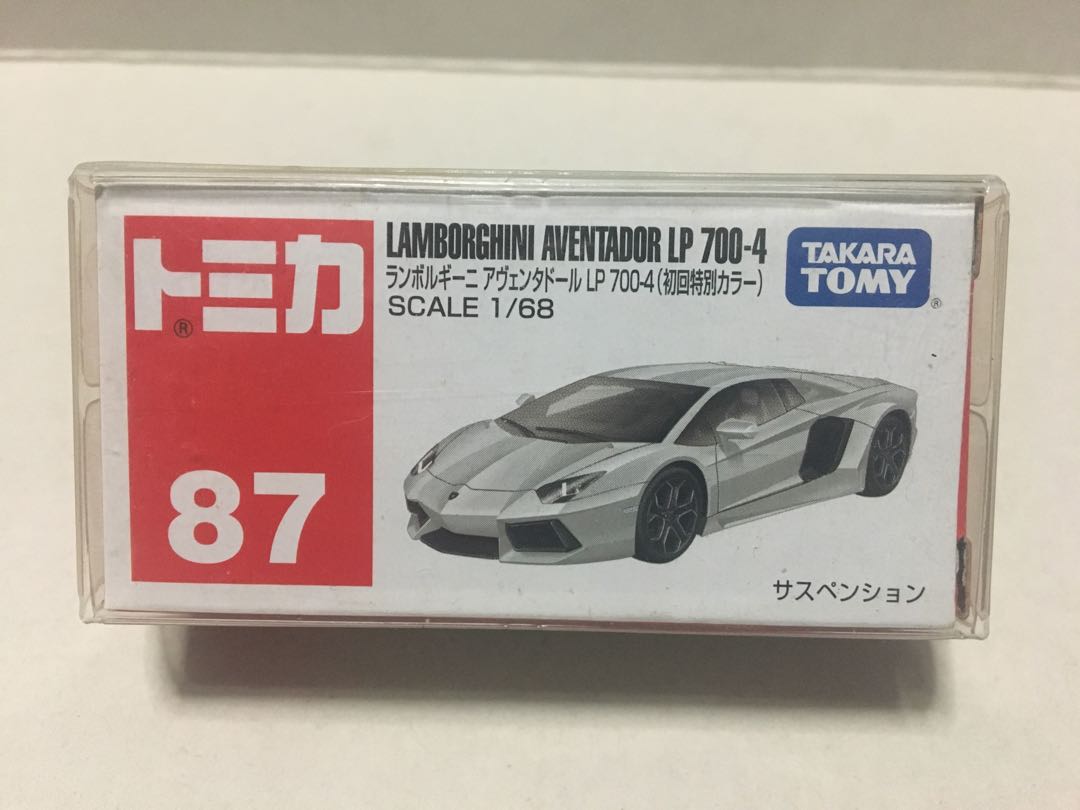 トミカ
®
87
LAMBORGHINI AVENTADOR LP 700-4
ランボルギーニ アヴェンタドール LP 700-4(初回特別カラー)
SCALE 1/68
TAKARA
TOMY
®
サスペンション